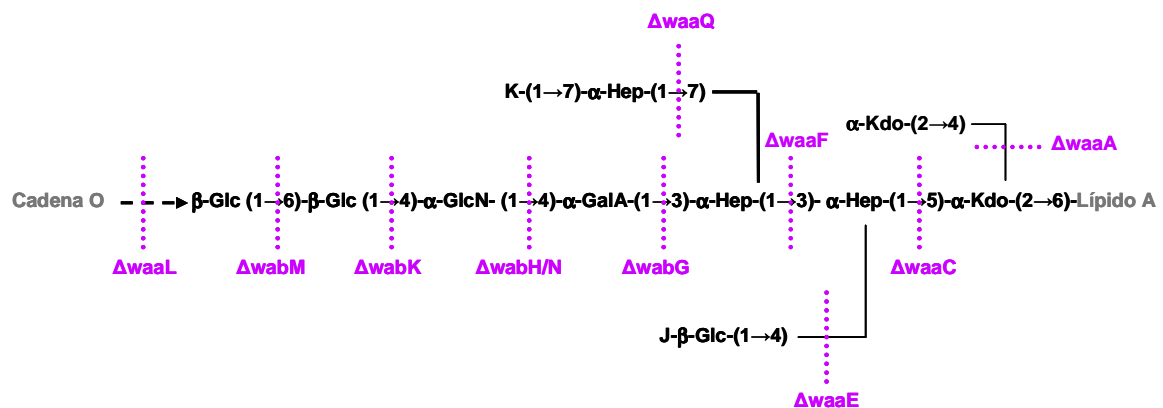 ΔwaaQ
K-(1→7)-α-Hep-(1→7)
α-Kdo-(2→4)
ΔwaaF
ΔwaaA
Cadena O β-Glc (1→6)-β-Glc (1→4)-α-GlcN- (1→4)-α-GalA-(1→3)-α-Hep-(1→3)- α-Hep-(1→5)-α-Kdo-(2→6)-Lípido A
ΔwaaL ΔwabM ΔwabK ΔwabH/N ΔwabG ΔwaaC
J-β-Glc-(1→4)
ΔwaaE